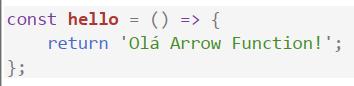 const hello = () => {
    return 'Olá Arrow Function!';
};